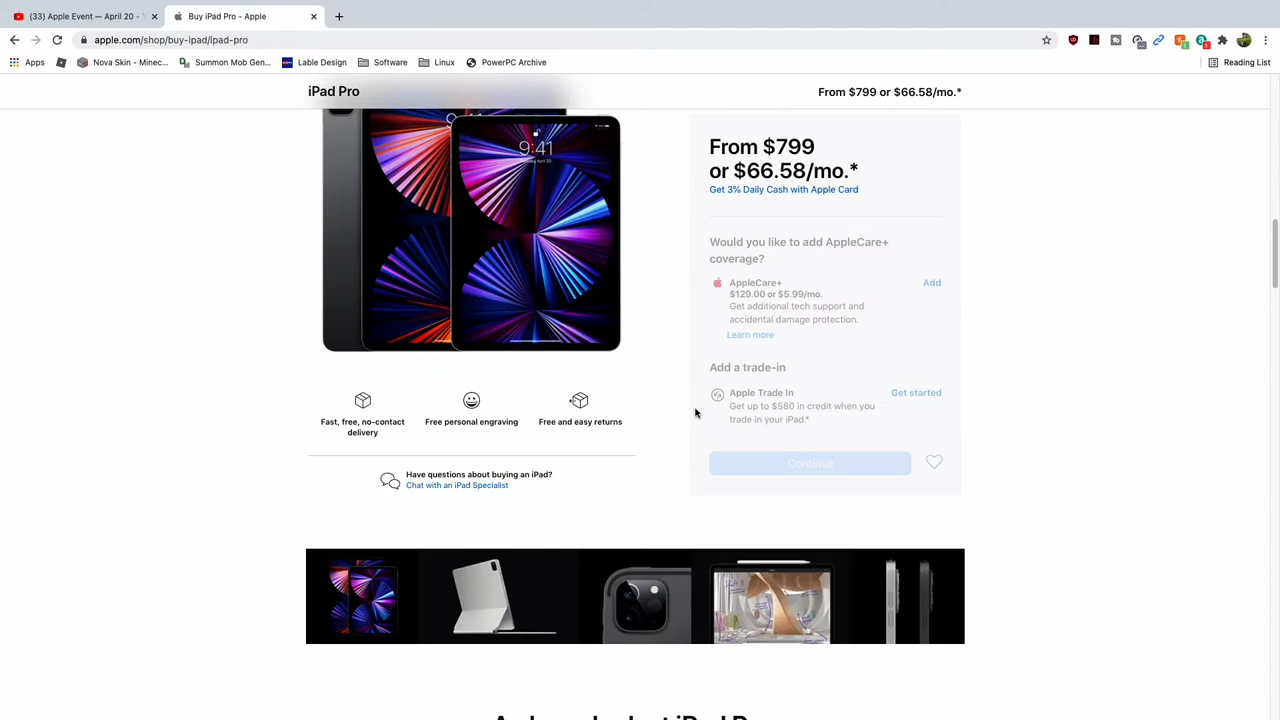 (33) Apple Event — April 20 -
Buy iPad Pro - Apple
apple.com/shop/buy-ipad/ipad-pro
Apps
Nova Skin - Minec...
Summon Mob Gen...
Lable Design
Software
Linux
PowerPC Archive
Reading List
iPad Pro
From $799 or $66.58/mo.*
9:41
From $799
or $66.58/mo.*
Get 3% Daily Cash with Apple Card
Would you like to add AppleCare+
coverage?
AppleCare+
Add
$129.00 or $5.99/mo.
Get additional tech support and
accidental damage protection.
Learn more
Add a trade-in
Apple Trade In
Get started
Get up to $580 in credit when you
trade in your iPad.*
Continue
Fast, free, no-contact
delivery
Free personal engraving
Free and easy returns
Have questions about buying an iPad?
Chat with an iPad Specialist